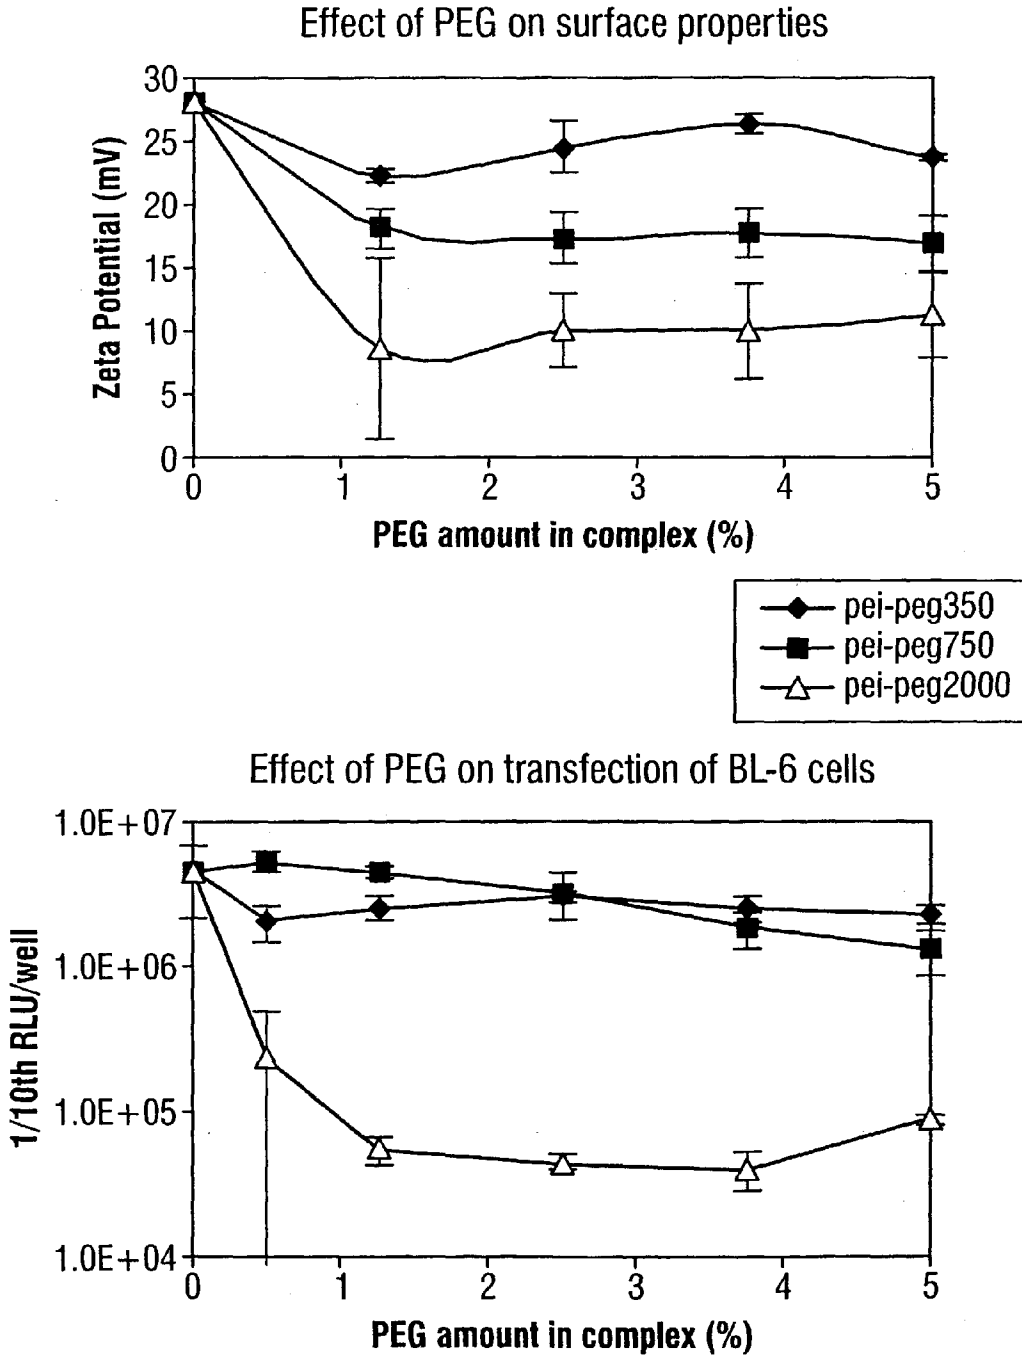 Effect of PEG on surface properties
30
25
20
15
10
5
0
Zeta Potential (mV)
0 1 2 3 4 5
PEG amount in complex (%)
pei-peg350
pei-peg750
pei-peg2000
Effect of PEG on transfection of BL-6 cells
1.0E+07
1.0E+06
1.0E+05
1.0E+04
1/10th RLU/well
0 1 2 3 4 5
PEG amount in complex (%)